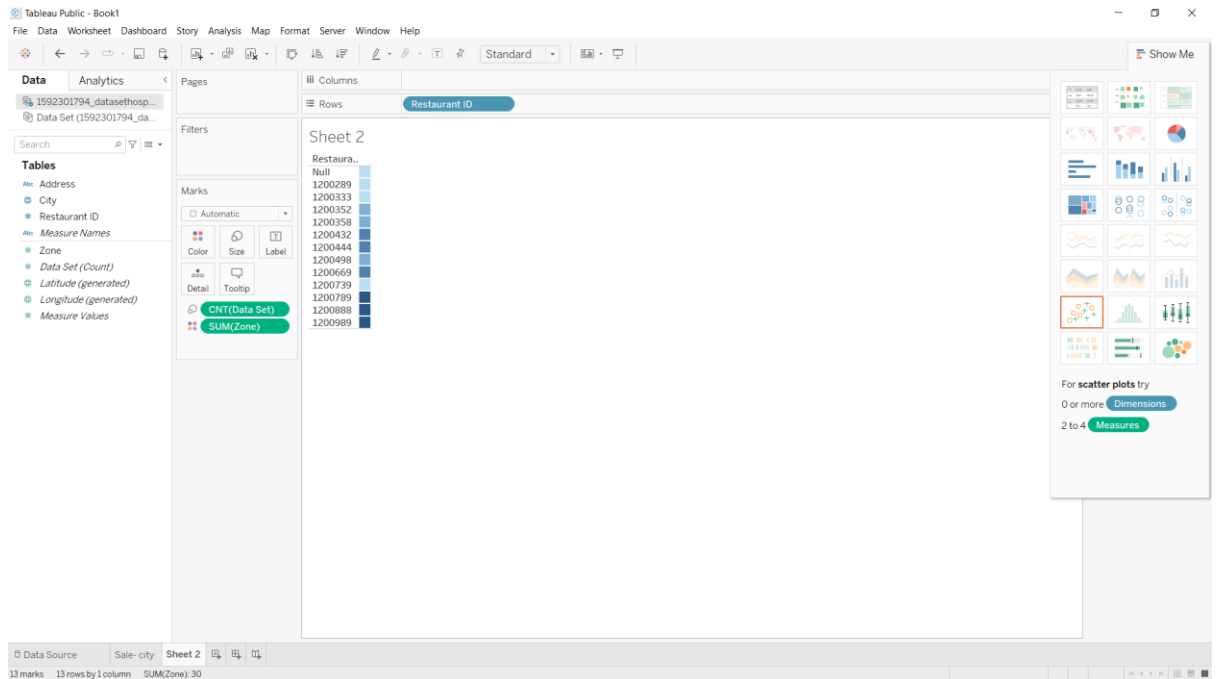 Tableau Public - Book1
File Data Worksheet Dashboard Story Analysis Map Format Server Window Help
Standard
Show Me
Data Analytics
1592301794_datasethosp...
Data Set (1592301794_da...
Search
Tables
Abc Address
City
# Restaurant ID
Abc Measure Names
# Zone
# Data Set (Count)
Latitude (generated)
Longitude (generated)
# Measure Values
Pages
Filters
Marks
Automatic
Color Size Label
Detail Tooltip
CNT(Data Set)
SUM(Zone)
Columns
Rows Restaurant ID
Sheet 2
Restaura..
Null
1200289
1200333
1200352
1200358
1200432
1200444
1200498
1200669
1200739
1200789
1200888
1200989
For scatter plots try
0 or more Dimensions
2 to 4 Measures
Data Source Sale- city Sheet 2
13 marks 13 rows by 1 column SUM(Zone): 30